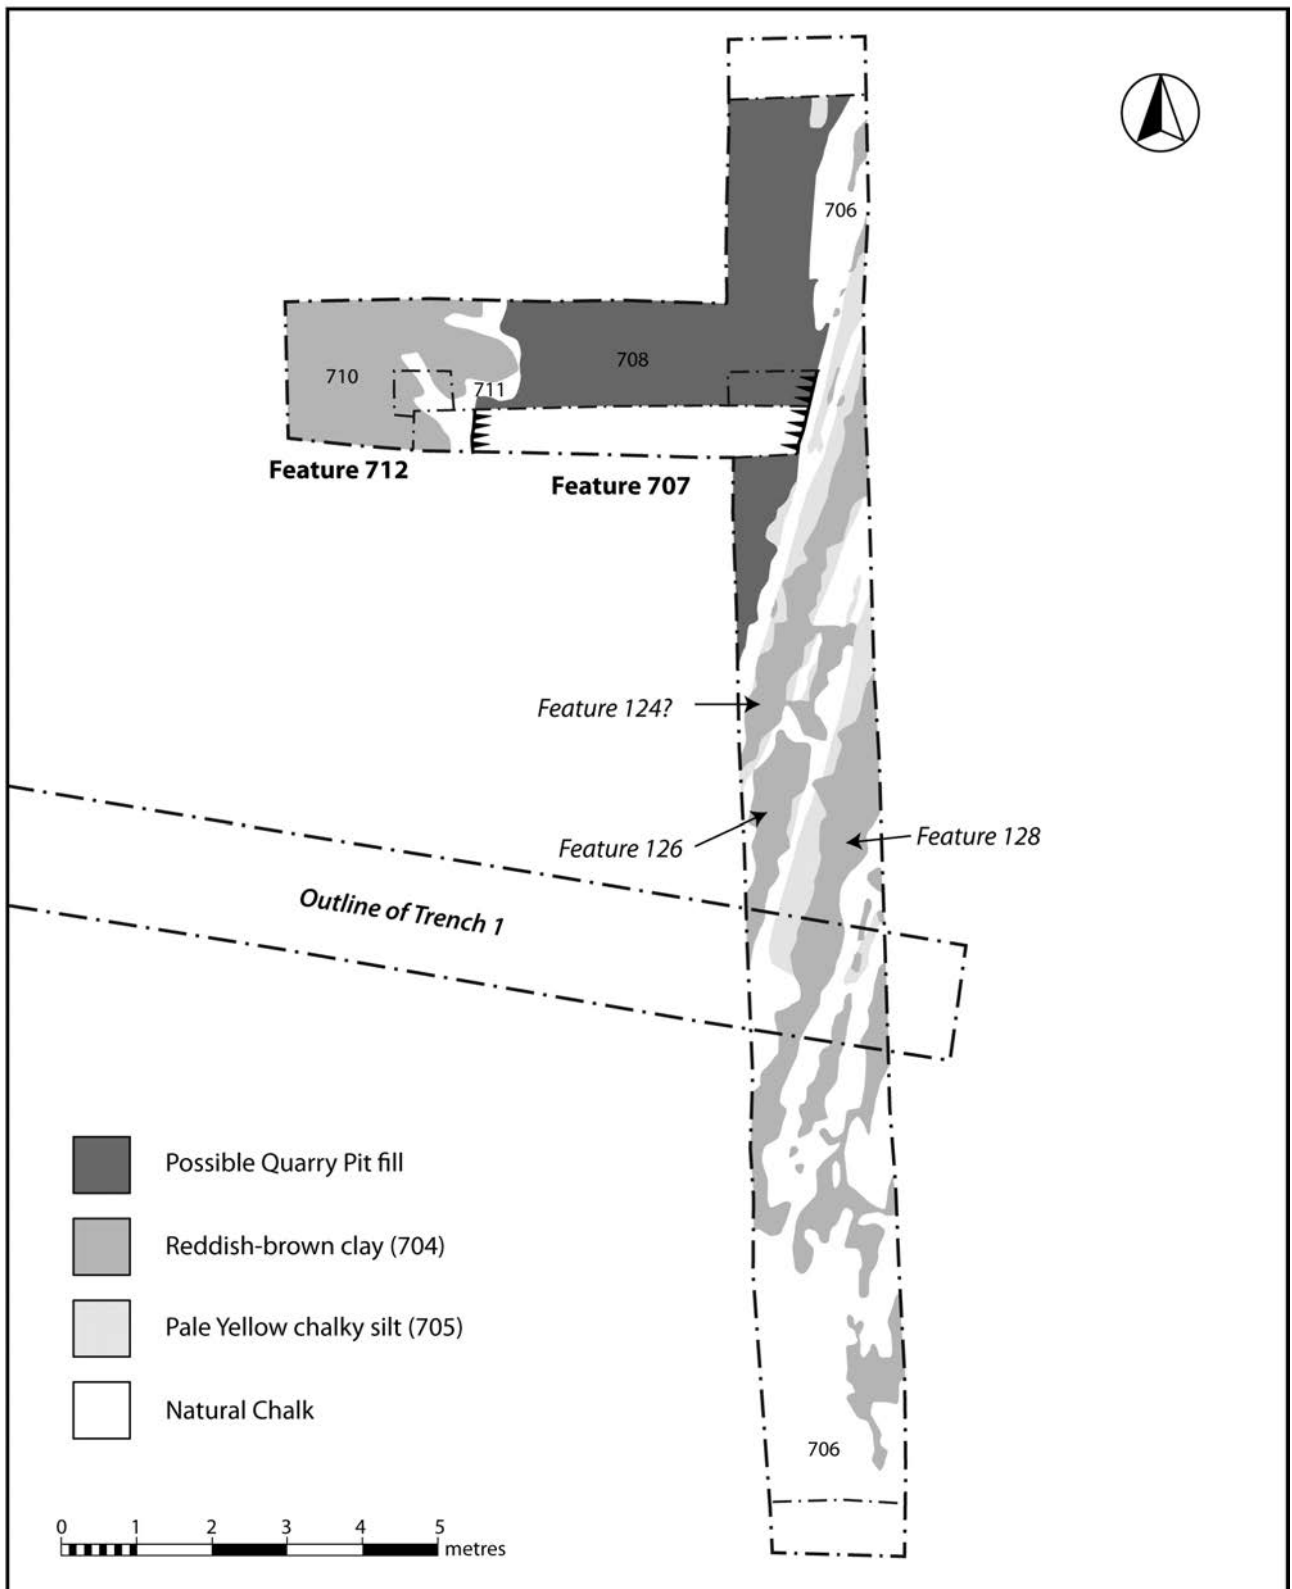 706
708
710
711
Feature 712
Feature 707
Feature 124?
Feature 126
Feature 128
Outline of Trench 1
Possible Quarry Pit fill
Reddish-brown clay (704)
Pale Yellow chalky silt (705)
Natural Chalk
706
0 1 2 3 4 5
metres